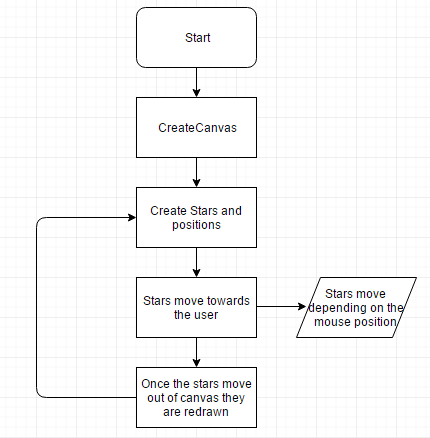 Start
CreateCanvas
Create Stars and
positions
Stars move towards
the user
Stars move
depending on the
mouse position
Once the stars move
out of canvas they
are redrawn